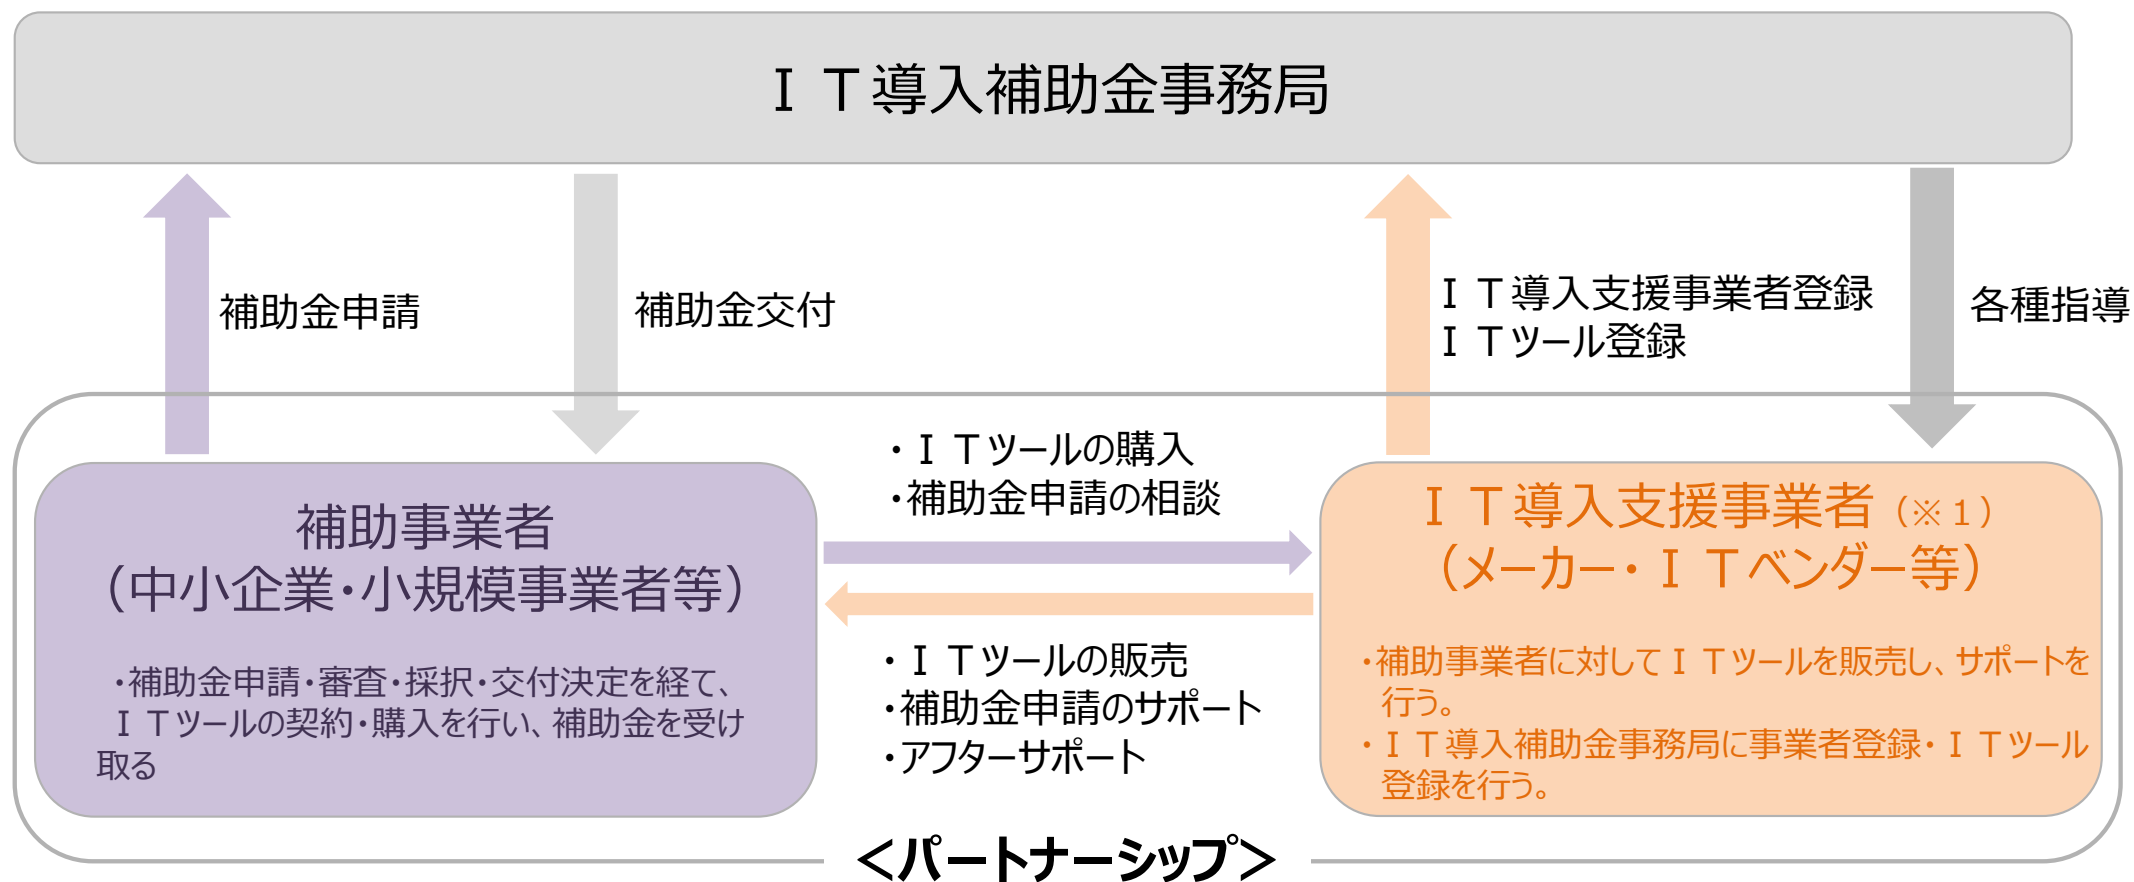 ＩＴ導入補助金事務局
補助金申請
補助金交付
ＩＴ導入支援事業者登録
ＩＴツール登録
各種指導
・ＩＴツールの購入
・補助金申請の相談
補助事業者
（中小企業・小規模事業者等）
・補助金申請・審査・採択・交付決定を経て、
ＩＴツールの契約・購入を行い、補助金を受け
取る
・ＩＴツールの販売
・補助金申請のサポート
・アフターサポート
ＩＴ導入支援事業者（※１）
（メーカー・ＩＴベンダー等）
・補助事業者に対してＩＴツールを販売し、サポートを
行う。
・ＩＴ導入補助金事務局に事業者登録・ＩＴツール
登録を行う。
＜パートナーシップ＞